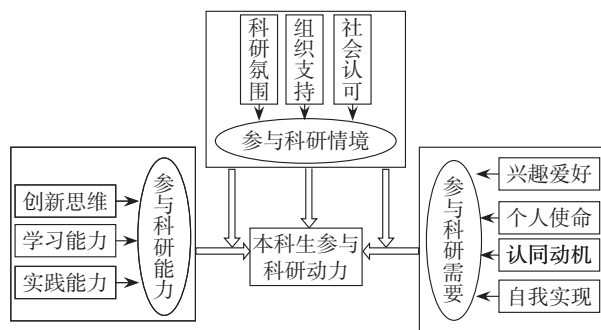 科研氛围
组织支持
社会认可
参与科研情境
创新思维
学习能力
实践能力
参与科研能力
本科生参与
科研动力
参与科研需要
兴趣爱好
个人使命
认同动机
自我实现